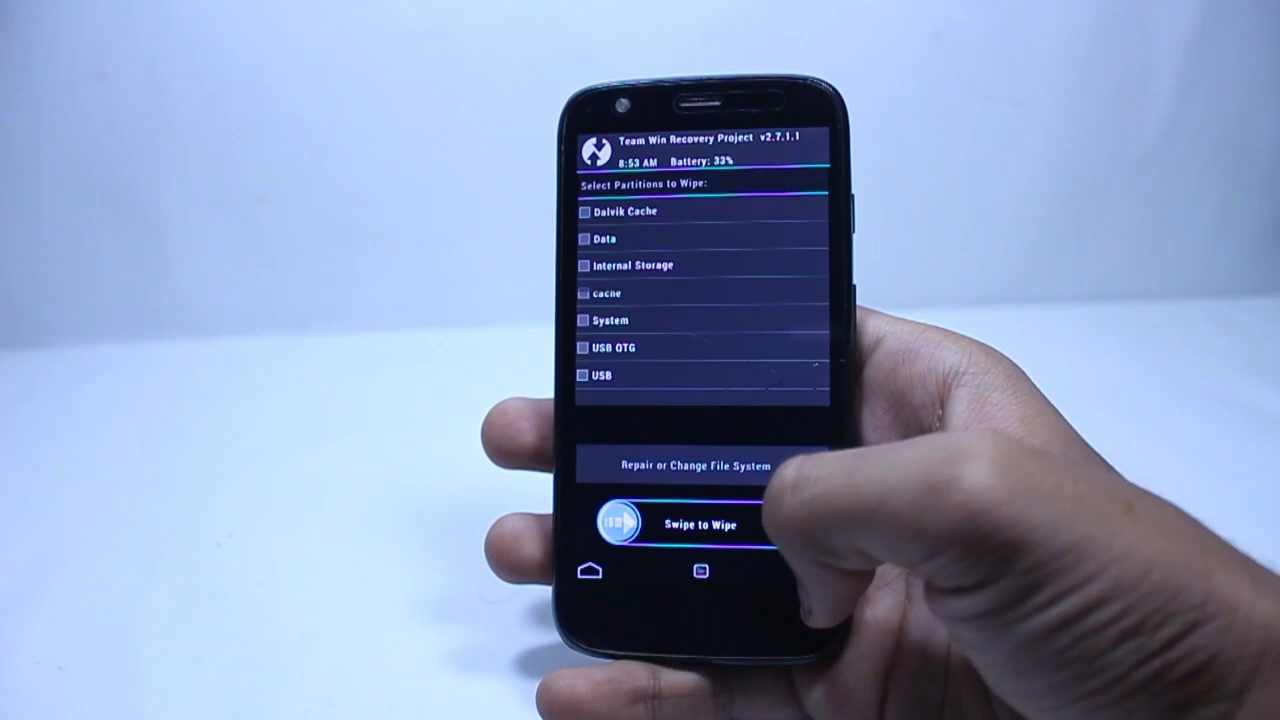 Team Win Recovery Project v2.7.1.1
8:53 AM Battery: 33%
Select Partitions to Wipe:
Dalvik Cache
Data
Internal Storage
cache
System
USB OTG
USB
Repair or Change File System
Swipe to Wipe